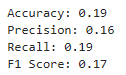 Accuracy: 0.19
Precision: 0.16
Recall: 0.19
F1 Score: 0.17